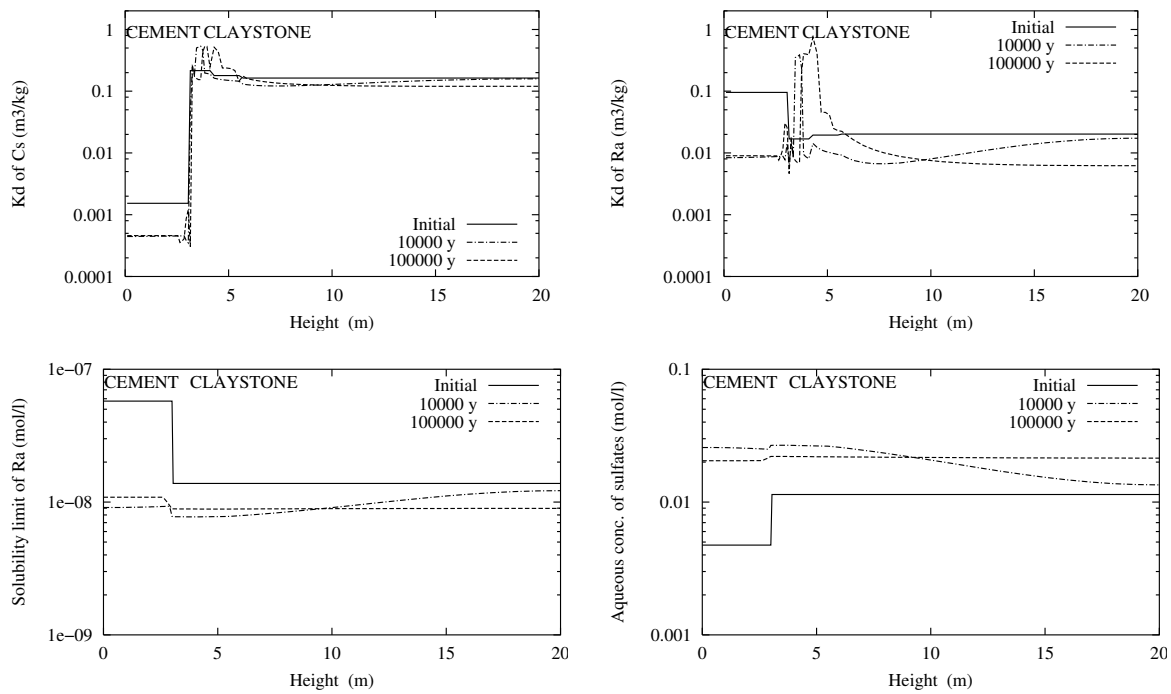 1
0.1
0.01
0.001
0.0001
Kd of Cs (m3/kg)
CEMENT CLAYSTONE
Initial
10000 y
100000 y
0 5 10 15 20
Height (m)
1
0.1
0.01
0.001
0.0001
Kd of Ra (m3/kg)
CEMENT CLAYSTONE
Initial
10000 y
100000 y
0 5 10 15 20
Height (m)
1e−07
1e−08
1e−09
Solubility limit of Ra (mol/l)
CEMENT CLAYSTONE
Initial
10000 y
100000 y
0 5 10 15 20
Height (m)
0.1
0.01
0.001
Aqueous conc. of sulfates (mol/l)
CEMENT CLAYSTONE
Initial
10000 y
100000 y
0 5 10 15 20
Height (m)